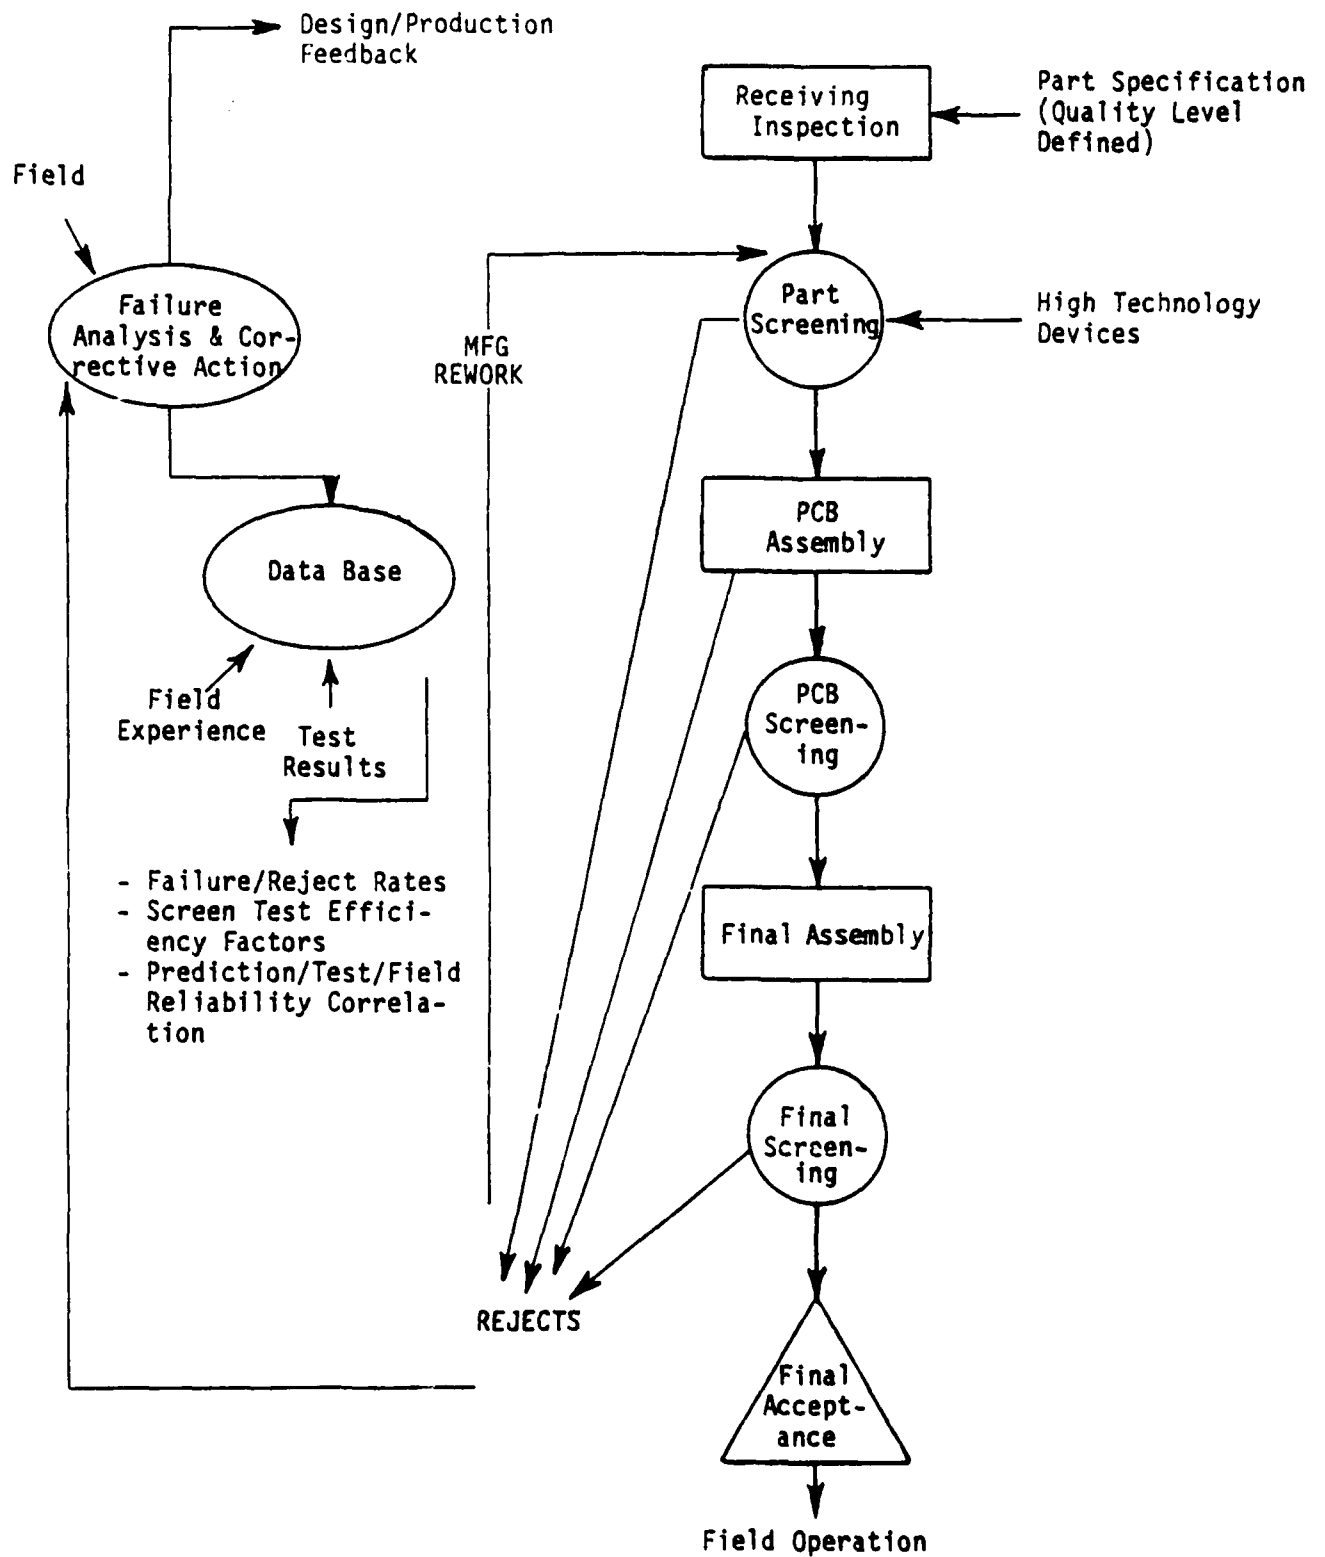 Design/Production
Feedback
Receiving
Inspection
Part Specification
(Quality Level
Defined)
Field
Failure
Analysis & Cor-
rective Action
MFG
REWORK
Part
Screening
High Technology
Devices
PCB
Assembly
Data Base
Field
Experience
Test
Results
PCB
Screen-
ing
- Failure/Reject Rates
- Screen Test Effici-
ency Factors
- Prediction/Test/Field
Reliability Correla-
tion
Final Assembly
Final
Screen-
ing
REJECTS
Final
Accept-
ance
Field Operation